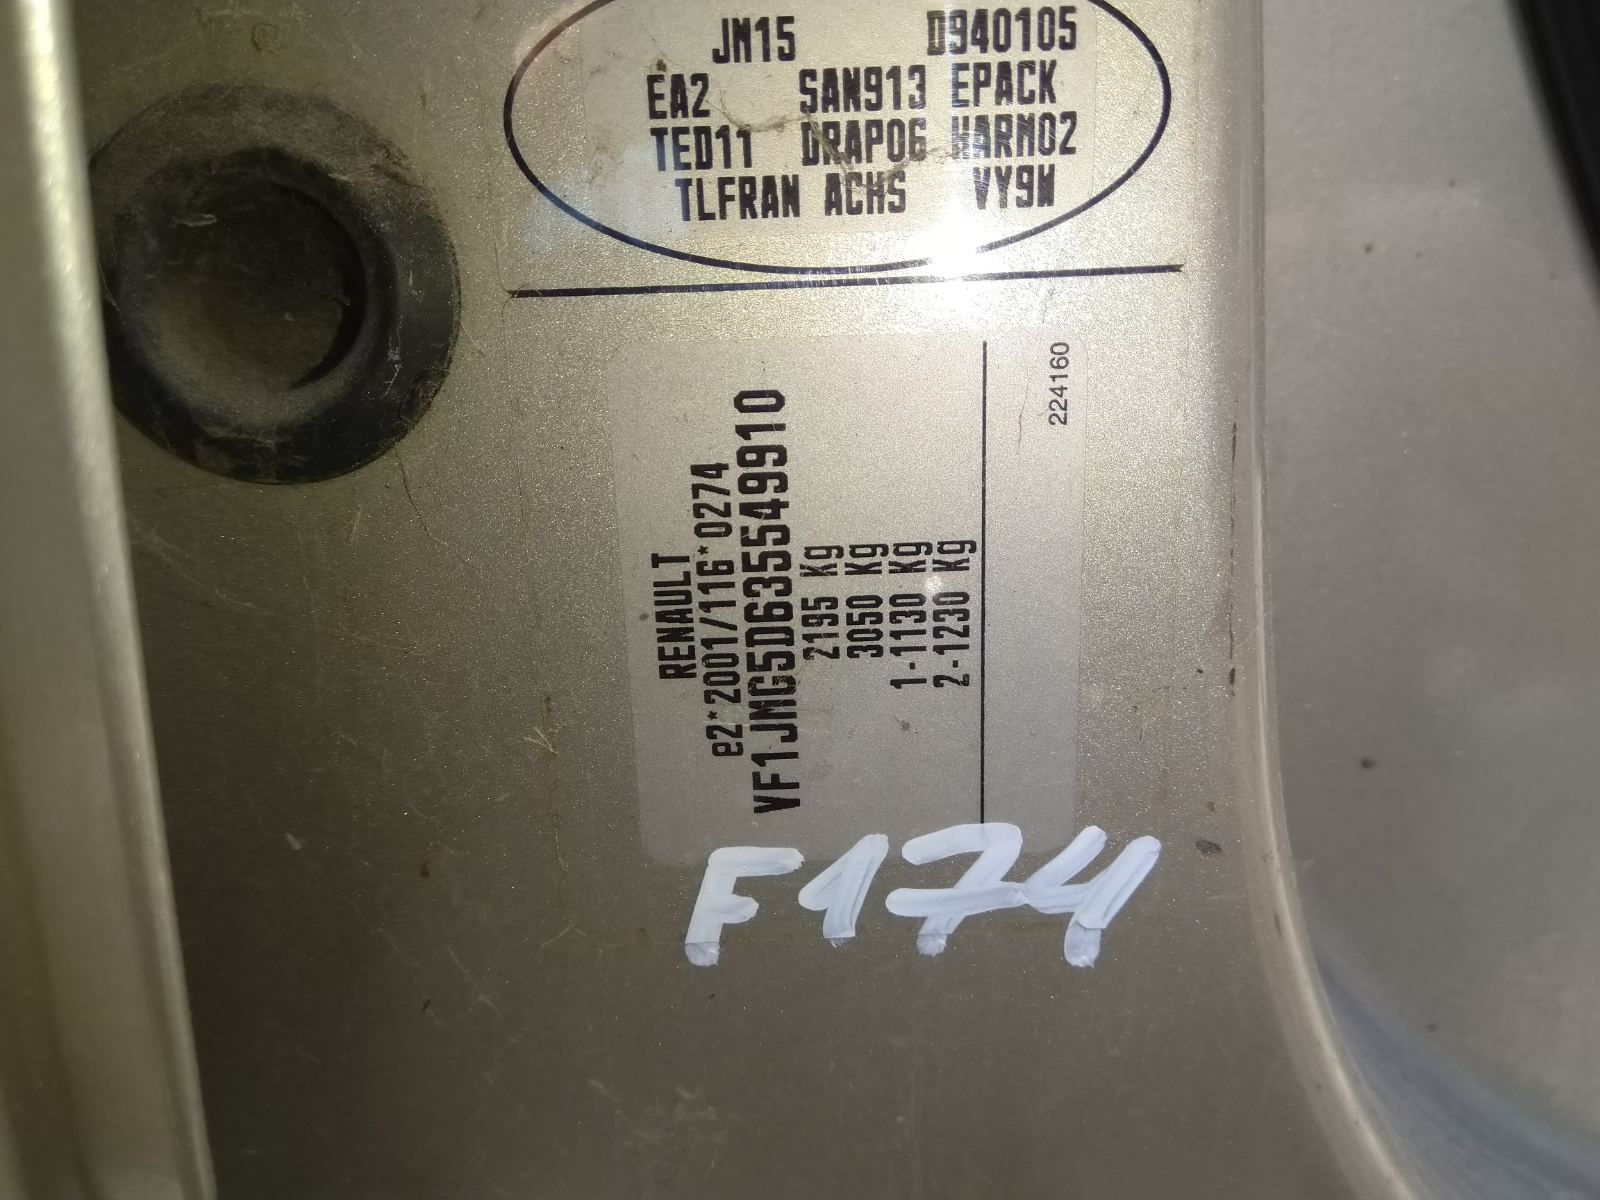 JM15 D940105
EA2 SAN913 EPACK
TED11 DRAP06 HARM02
TLFRAN ACHS VY9W
RENAULT
e2*2001/116*0274
VF1JMG5D635549910
2195 Kg
3050 Kg
1-1130 Kg
2-1230 Kg
224160
F174